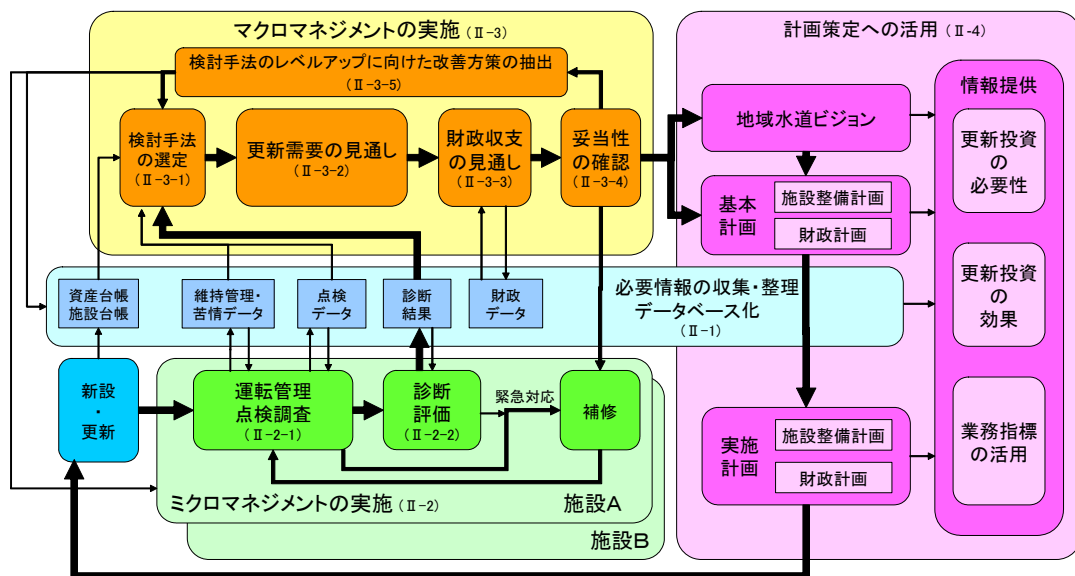 マクロマネジメントの実施(Ⅱ-3)
検討手法のレベルアップに向けた改善方策の抽出
(Ⅱ-3-5)
検討手法
の選定
(Ⅱ-3-1)
更新需要の見通し
(Ⅱ-3-2)
財政収支
の見通し
(Ⅱ-3-3)
妥当性
の確認
(Ⅱ-3-4)
計画策定への活用(Ⅱ-4)
地域水道ビジョン
基本
計画
施設整備計画
財政計画
実施
計画
施設整備計画
財政計画
情報提供
更新投資
の
必要性
更新投資
の
効果
業務指標
の活用
資産台帳
施設台帳
維持管理・
苦情データ
点検
データ
診断
結果
財政
データ
必要情報の収集・整理
データベース化
(Ⅱ-1)
新設
・
更新
運転管理
点検調査
(Ⅱ-2-1)
診断
評価
(Ⅱ-2-2)
緊急対応
補修
ミクロマネジメントの実施(Ⅱ-2)
施設A
施設B